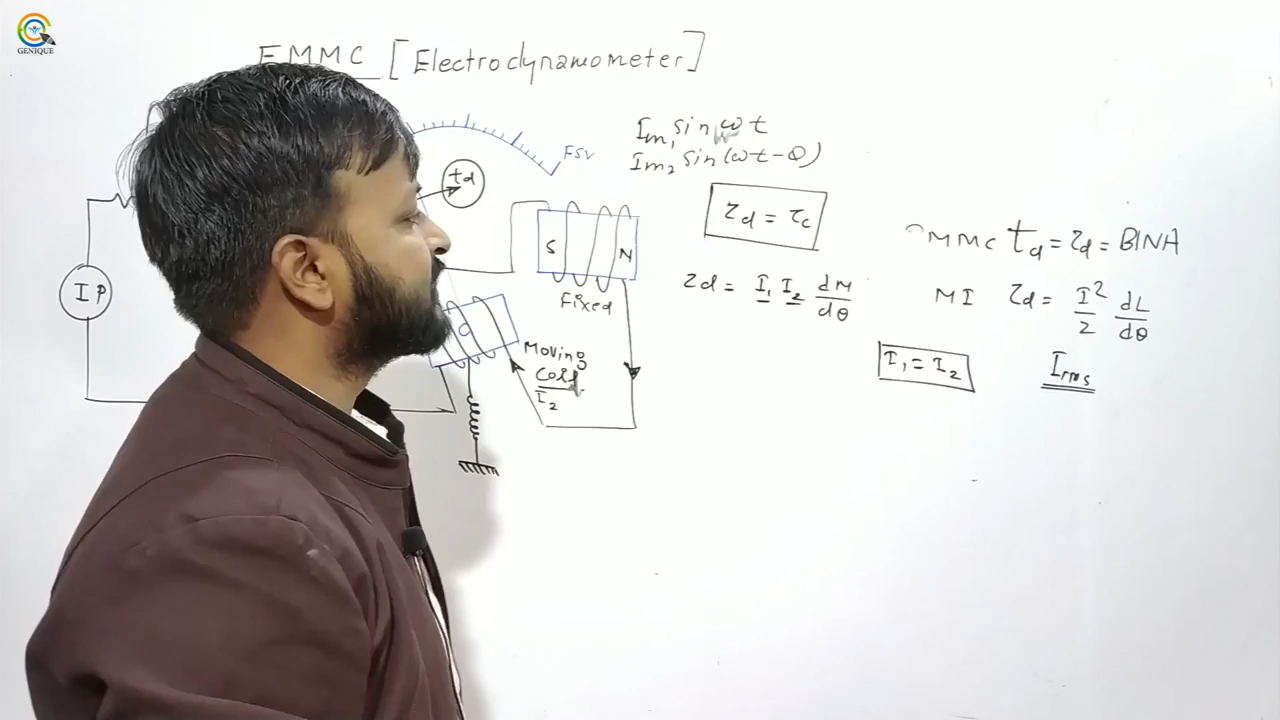 GENIQUE
EMMC [Electrodynamometer]
Im₁ sin ωt
Im₂ sin(ωt-θ)
FSV
td
τd = τc
S N
Fixed
MMC td = τd = BINA
IP
τd = I₁ I₂ dM/dθ
MI τd = I²/2 dL/dθ
Moving
Coil
I₂
I₁ = I₂
Irms